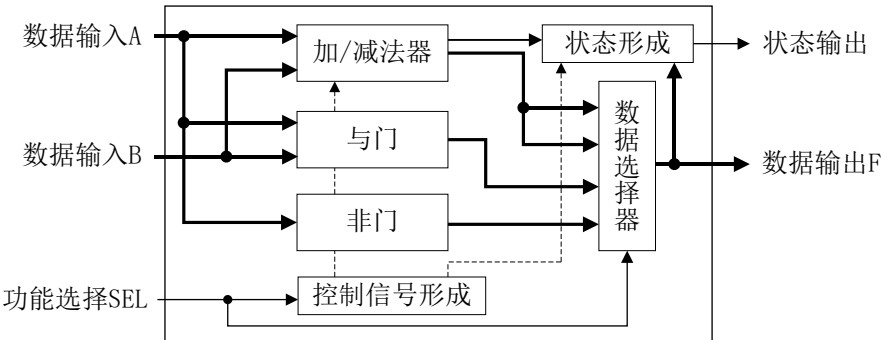 数据输入A
加/减法器
状态形成
状态输出
数据输入B
与门
数据选择器
数据输出F
非门
功能选择SEL
控制信号形成